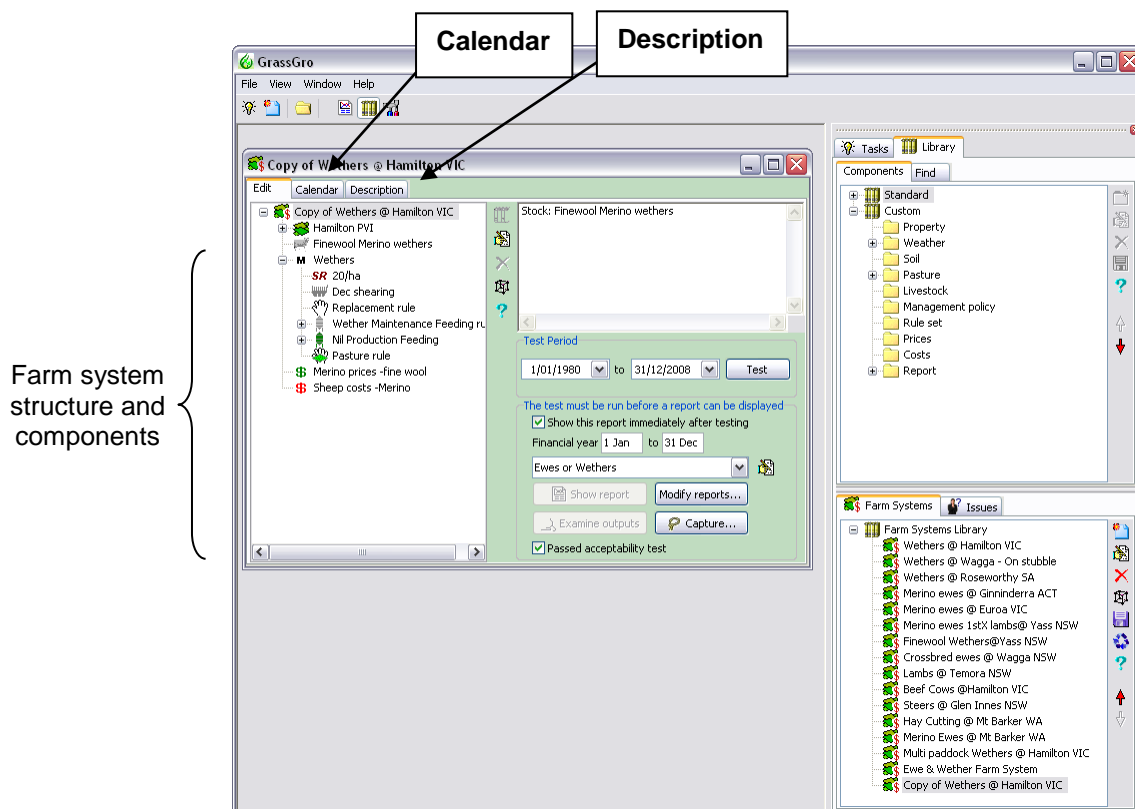 Calendar
Description
GrassGro
File View Window Help
Tasks Library
Components Find
Standard
Custom
Property
Weather
Soil
Pasture
Livestock
Management policy
Rule set
Prices
Costs
Report
Copy of Wethers @ Hamilton VIC
Edit Calendar Description
Copy of Wethers @ Hamilton VIC
Hamilton PVI
Finewool Merino wethers
M Wethers
SR 20/ha
Dec shearing
Replacement rule
Wether Maintenance Feeding ru
Nil Production Feeding
Pasture rule
Merino prices -fine wool
Sheep costs -Merino
Stock: Finewool Merino wethers
Test Period
1/01/1980 to 31/12/2008 Test
The test must be run before a report can be displayed
Show this report immediately after testing
Financial year 1 Jan to 31 Dec
Ewes or Wethers
Show report Modify reports...
Examine outputs Capture...
Passed acceptability test
Farm system
structure and
components
Farm Systems Issues
Farm Systems Library
Wethers @ Hamilton VIC
Wethers @ Wagga - On stubble
Wethers @ Roseworthy SA
Merino ewes @ Ginninderra ACT
Merino ewes @ Euroa VIC
Merino ewes 1stX lambs@ Yass NSW
Finewool Wethers@Yass NSW
Crossbred ewes @ Wagga NSW
Lambs @ Temora NSW
Beef Cows @Hamilton VIC
Steers @ Glen Innes NSW
Hay Cutting @ Mt Barker WA
Merino Ewes @ Mt Barker WA
Multi paddock Wethers @ Hamilton VIC
Ewe & Wether Farm System
Copy of Wethers @ Hamilton VIC